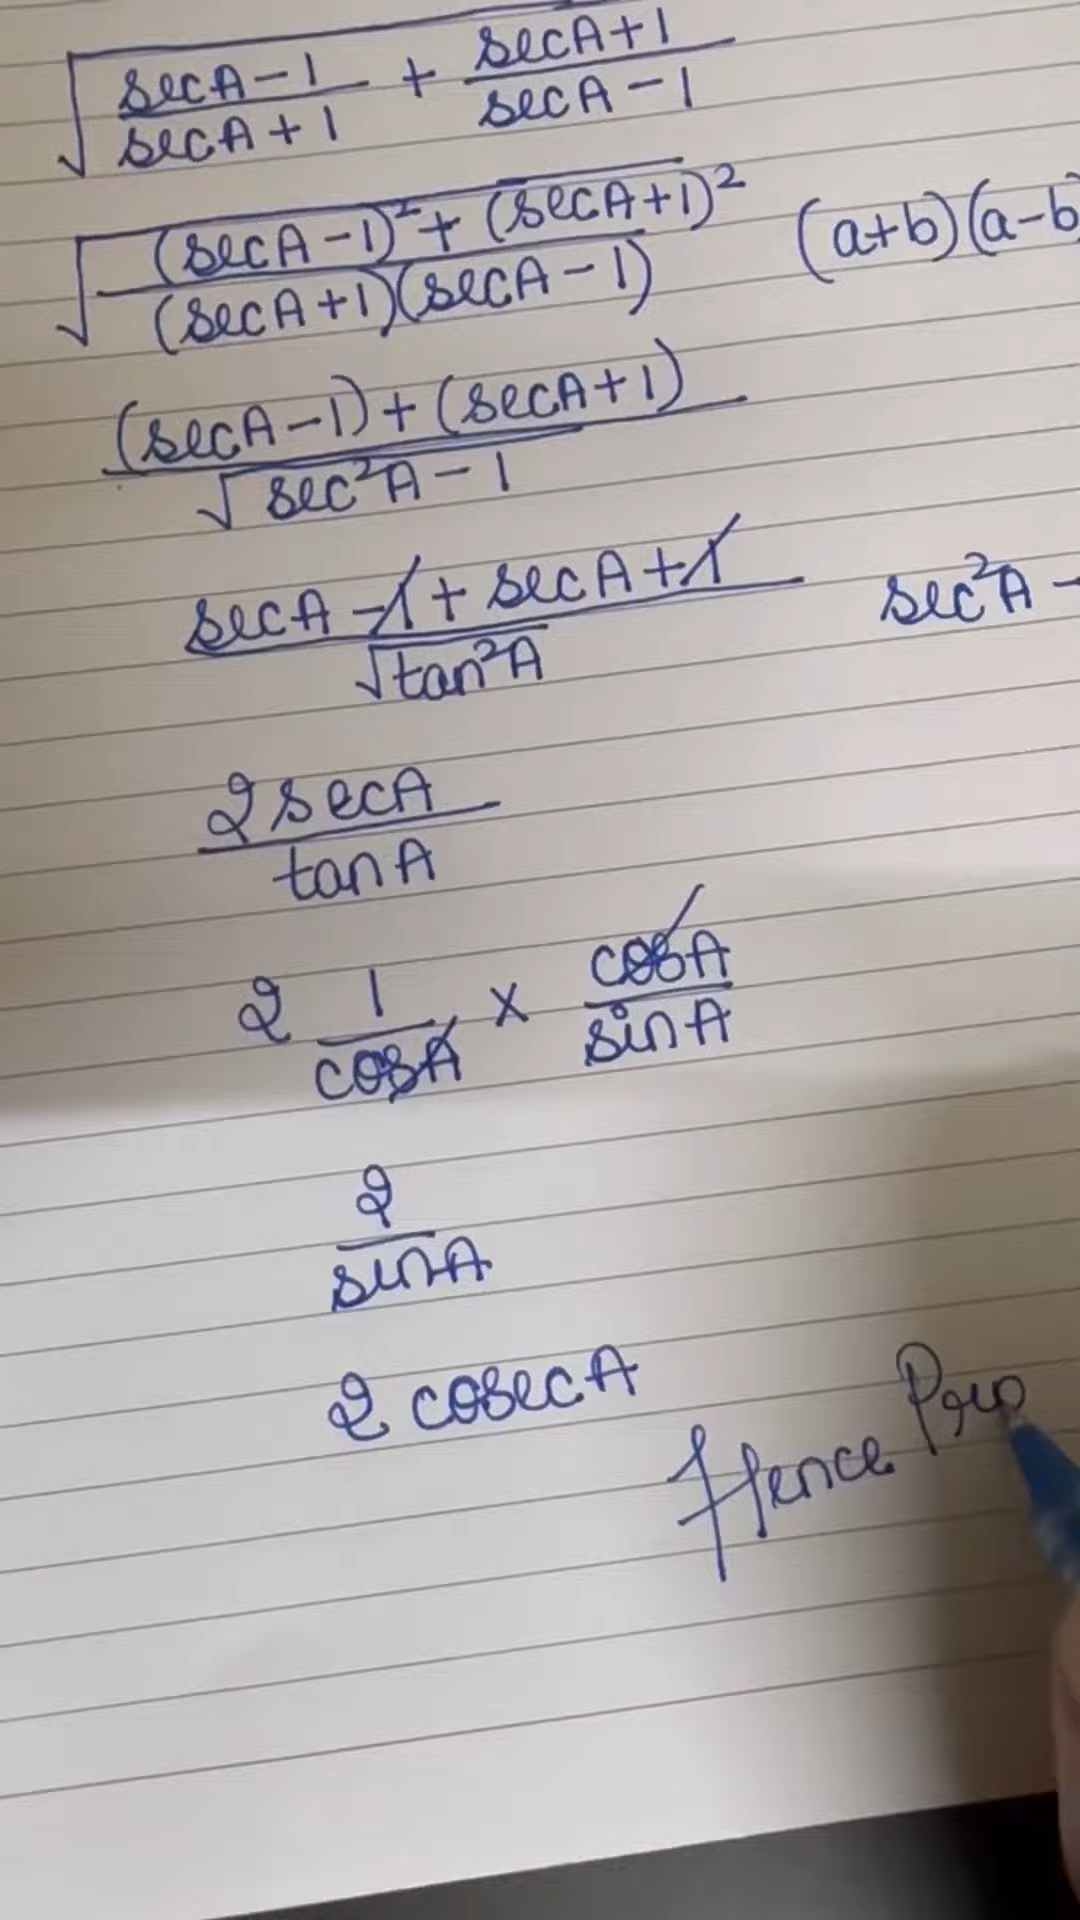 √((secA-1)/(secA+1) + (secA+1)/(secA-1))
√(((secA-1)²+(secA+1)²)/((secA+1)(secA-1))) (a+b)(a-b)
((secA-1)+(secA+1))/√(sec²A-1)
(secA-1+secA+1)/√(tan²A) sec²A -
2secA/tanA
2 1/cosA × cosA/sinA
2/sinA
2 cosecA
Hence Pro